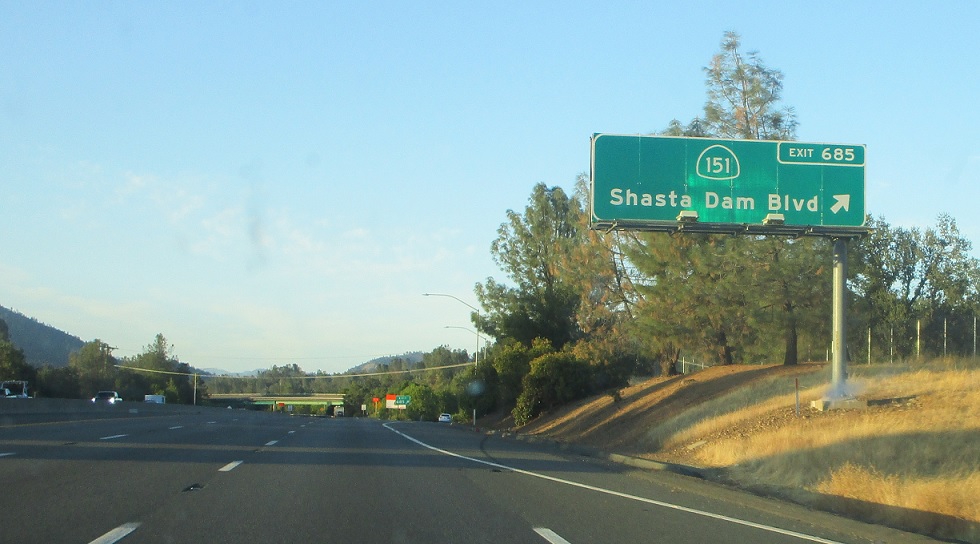 EXIT 685
151
Shasta Dam Blvd